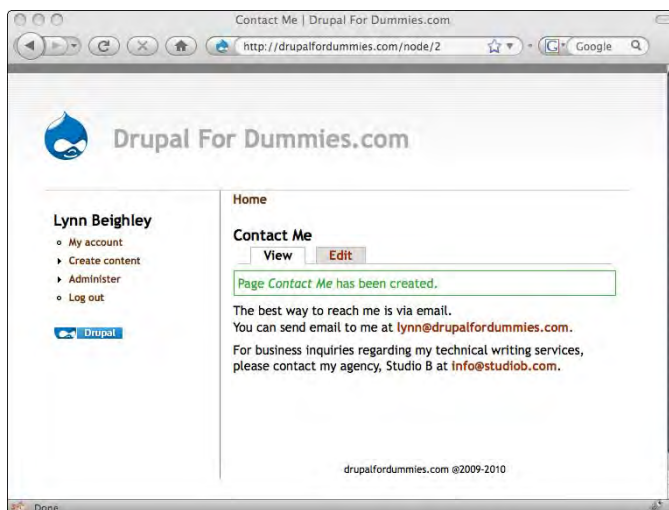 Contact Me | Drupal For Dummies.com
http://drupalfordummies.com/node/2
Google
Drupal For Dummies.com
Lynn Beighley
My account
Create content
Administer
Log out
Drupal
Home
Contact Me
View Edit
Page Contact Me has been created.
The best way to reach me is via email.
You can send email to me at lynn@drupalfordummies.com.
For business inquiries regarding my technical writing services,
please contact my agency, Studio B at info@studiob.com.
drupalfordummies.com @2009-2010
Done